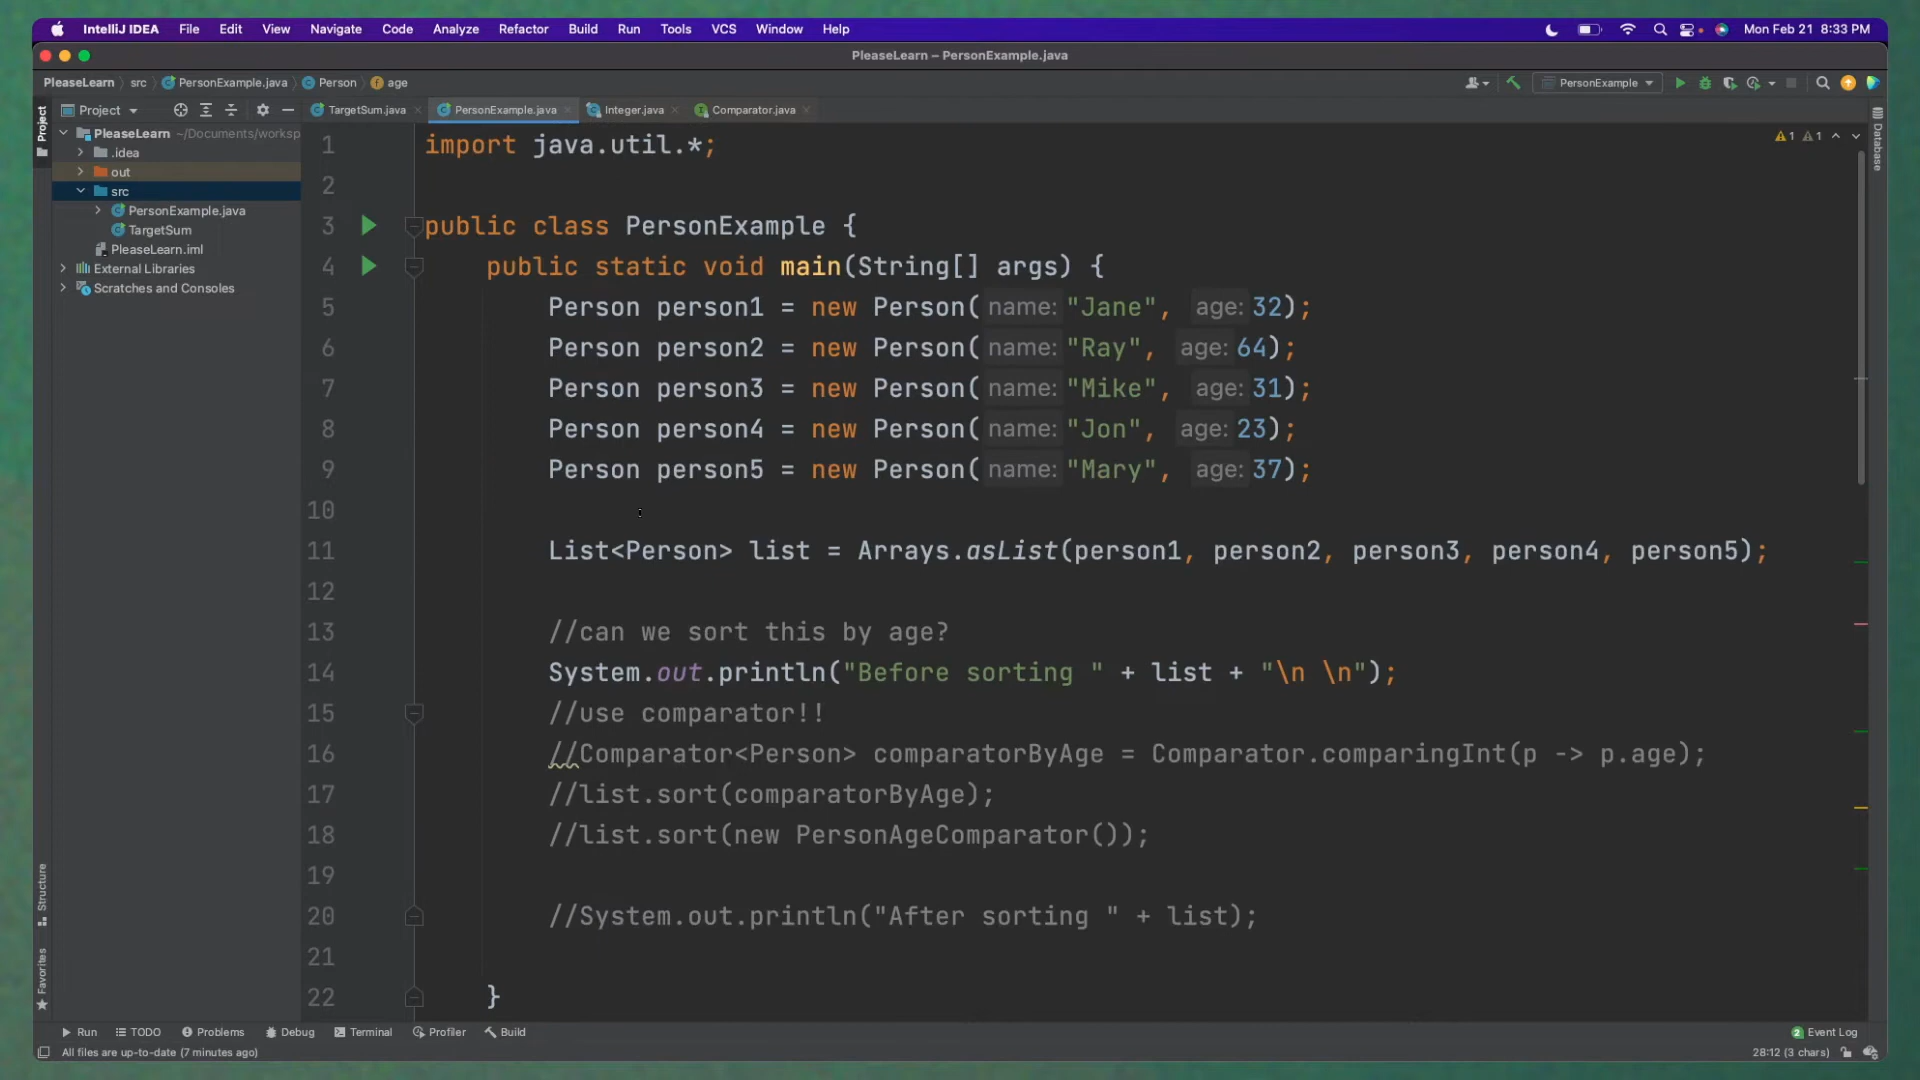 IntelliJ IDEA File Edit View Navigate Code Analyze Refactor Build Run Tools VCS Window Help Mon Feb 21 8:33 PM
PleaseLearn – PersonExample.java
PleaseLearn src PersonExample.java Person age PersonExample
Project TargetSum.java PersonExample.java Integer.java Comparator.java
Project
Database
PleaseLearn ~/Documents/worksp
.idea
out
src
PersonExample.java
TargetSum
PleaseLearn.iml
External Libraries
Scratches and Consoles
1 1
1 import java.util.*;
2
3 public class PersonExample {
4 public static void main(String[] args) {
5 Person person1 = new Person( name: "Jane", age: 32);
6 Person person2 = new Person( name: "Ray", age: 64);
7 Person person3 = new Person( name: "Mike", age: 31);
8 Person person4 = new Person( name: "Jon", age: 23);
9 Person person5 = new Person( name: "Mary", age: 37);
10
11 List<Person> list = Arrays.asList(person1, person2, person3, person4, person5);
12
13 //can we sort this by age?
14 System.out.println("Before sorting " + list + "\n \n");
15 //use comparator!!
16 //Comparator<Person> comparatorByAge = Comparator.comparingInt(p -> p.age);
17 //list.sort(comparatorByAge);
18 //list.sort(new PersonAgeComparator());
19
20 //System.out.println("After sorting " + list);
21
22 }
Structure
Favorites
Run TODO Problems Debug Terminal Profiler Build 2 Event Log
All files are up-to-date (7 minutes ago) 28:12 (3 chars)